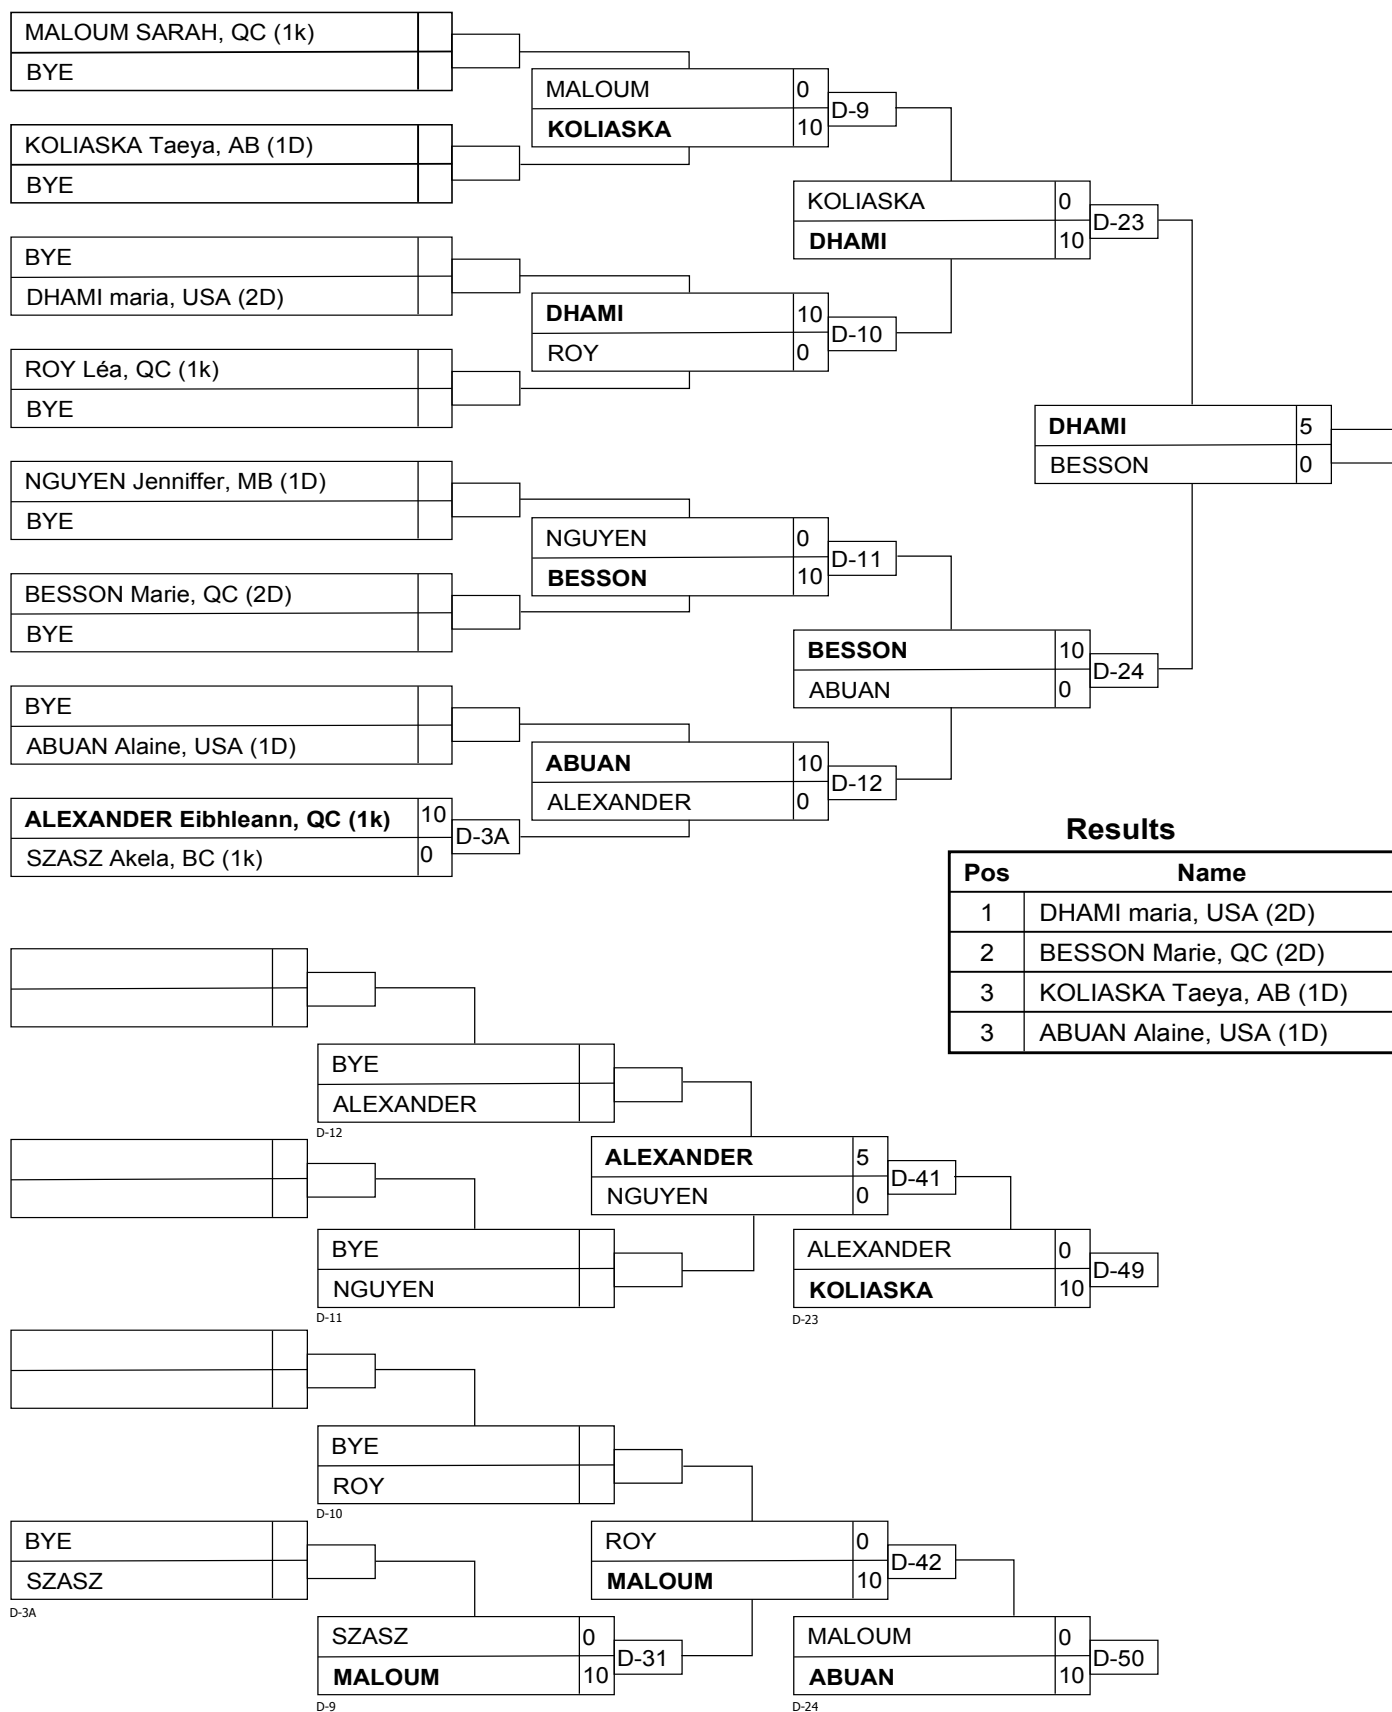 MALOUM SARAH, QC (1k)
BYE
KOLIASKA Taeya, AB (1D)
BYE
BYE
DHAMI maria, USA (2D)
ROY Léa, QC (1k)
BYE
NGUYEN Jenniffer, MB (1D)
BYE
BESSON Marie, QC (2D)
BYE
BYE
ABUAN Alaine, USA (1D)
ALEXANDER Eibhleann, QC (1k) 10
SZASZ Akela, BC (1k) 0
D-3A
MALOUM 0
KOLIASKA 10
D-9
DHAMI 10
ROY 0
D-10
NGUYEN 0
BESSON 10
D-11
ABUAN 10
ALEXANDER 0
D-12
KOLIASKA 0
DHAMI 10
D-23
BESSON 10
ABUAN 0
D-24
DHAMI 5
BESSON 0
Results
Pos Name
1 DHAMI maria, USA (2D)
2 BESSON Marie, QC (2D)
3 KOLIASKA Taeya, AB (1D)
3 ABUAN Alaine, USA (1D)
BYE
ALEXANDER
D-12
BYE
NGUYEN
D-11
ALEXANDER 5
NGUYEN 0
D-41
ALEXANDER 0
KOLIASKA 10
D-49
D-23
BYE
ROY
D-10
BYE
SZASZ
D-3A
SZASZ 0
MALOUM 10
D-31
D-9
ROY 0
MALOUM 10
D-42
MALOUM 0
ABUAN 10
D-50
D-24